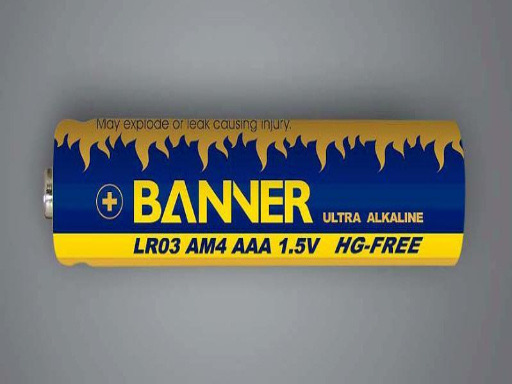 May explode or leak causing injury.
BANNER
ULTRA ALKALINE
LR03 AM4 AAA 1.5V HG-FREE